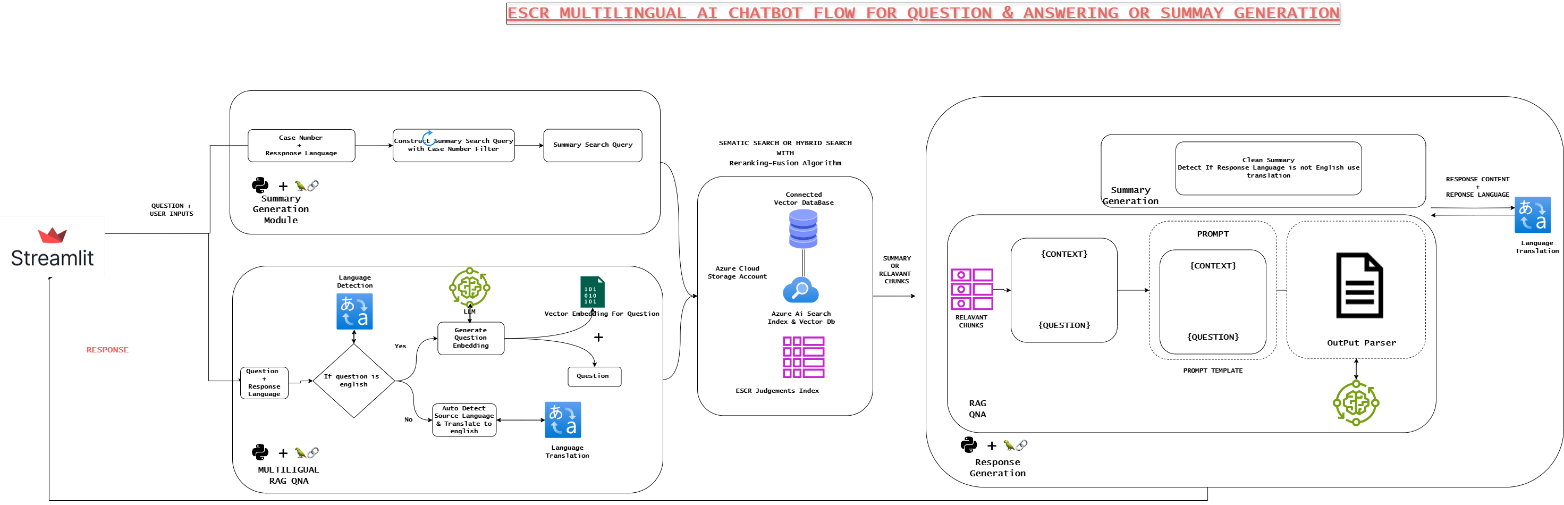 ESCR MULTILINGUAL AI CHATBOT FLOW FOR QUESTION & ANSWERING OR SUMMAY GENERATION
Streamlit
RESPONSE
QUESTION +
USER INPUTS
Case Number
+
Respsnose Language
Construct Summary Search Query
with Case Number Filter
Summary Search Query
+
Summary
Generation
Module
Language
Detection
LLM
101
010
101
Vector Embedding For Question
+
Generate
Question
Embedding
Yes
If question is
english
Question
+
Response
Language
Question
No
Auto Detect
Source Language
& Translate to
english
Language
Translation
+
MULTILIGUAL
RAG QNA
SEMATIC SEARCH OR HYBRID SEARCH
WITH
Reranking-Fusion Algorithm
Connected
Vector DataBase
Azure Cloud
Storage Account
Azure Ai Search
Index & Vector Db
ESCR Judgements Index
SUMMARY
OR
RELAVANT
CHUNKS
Clean Summary
Detect If Response Language is not English use
translation
Summary
Generation
RELAVANT
CHUNKS
{CONTEXT}
{QUESTION}
PROMPT
{CONTEXT}
{QUESTION}
PROMPT TEMPLATE
OutPut Parser
RAG
QNA
+
Response
Generation
RESPONSE CONTENT
+
REPONSE LANGUAGE
あ
a
Language
Translation